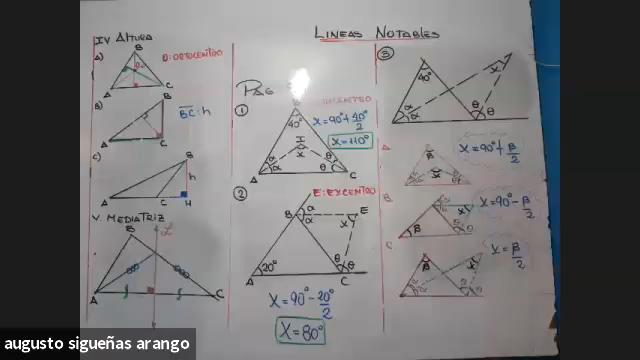 LINEAS NOTABLES
IV ALTURA
A)
B
O: ORTOCENTRO
O
A
C
B)
B
BC: h
A
C
C)
B
h
A
C
H
V. MEDIATRIZ
B
L
A
C
PAG
①
INCENTRO
B
40°
X=90°+40°/2
X=110°
I
x
α
α
θ
θ
A
C
②
E: EXCENTRO
B
α
α
E
X
20°
θ
θ
A
C
X=90°-20°/2
X=80°
③
40°
X
α
α
θ
θ
A
β
X
X=90°+β/2
B
X
β
X=90°-β/2
C
β
X
X=β/2
augusto sigueñas arango